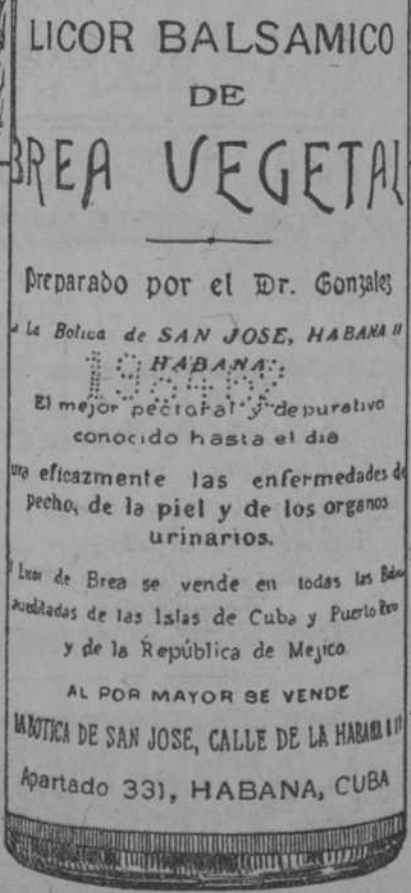 LICOR BALSAMICO
DE
BREA VEGETAL
Preparado por el Dr. Gonzalez
La Botica de SAN JOSE, HABANA
HABANA
El mejor pectoral y depurativo
conocido hasta el dia
eficazmente las enfermedades de
pecho, de la piel y de los organos
urinarios.
Licor de Brea se vende en todas las
de las Islas de Cuba y Puerto Rico
y de la República de Mejico
AL POR MAYOR SE VENDE
BOTICA DE SAN JOSE, CALLE DE LA HABANA
Apartado 331, HABANA, CUBA